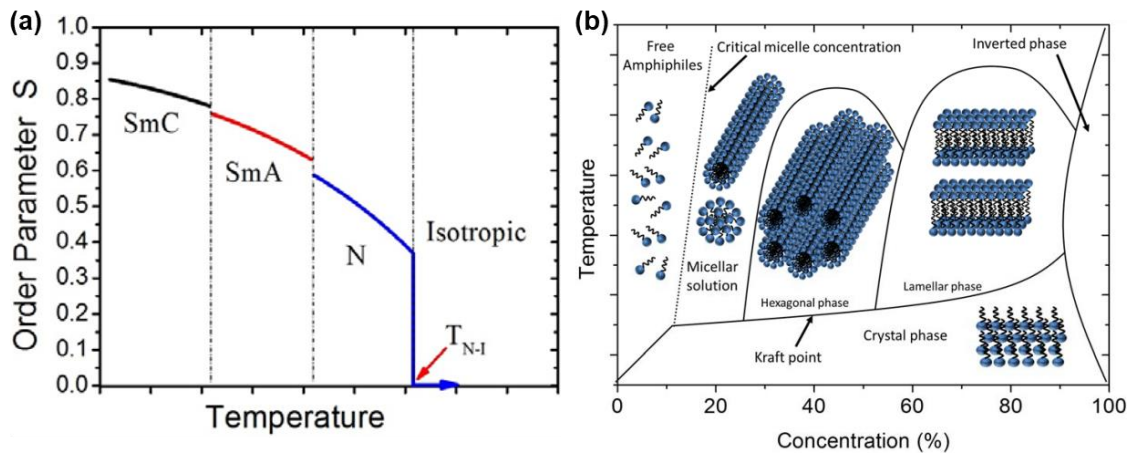 (a)
Order Parameter S
1.0
0.9
0.8
0.7
0.6
0.5
0.4
0.3
0.2
0.1
0.0
SmC
SmA
N
Isotropic
T_{N-I}
Temperature
(b)
Temperature
Free
Amphiphiles
Critical micelle concentration
Inverted phase
Micellar
solution
Hexagonal phase
Lamellar phase
Kraft point
Crystal phase
0 20 40 60 80 100
Concentration (%)